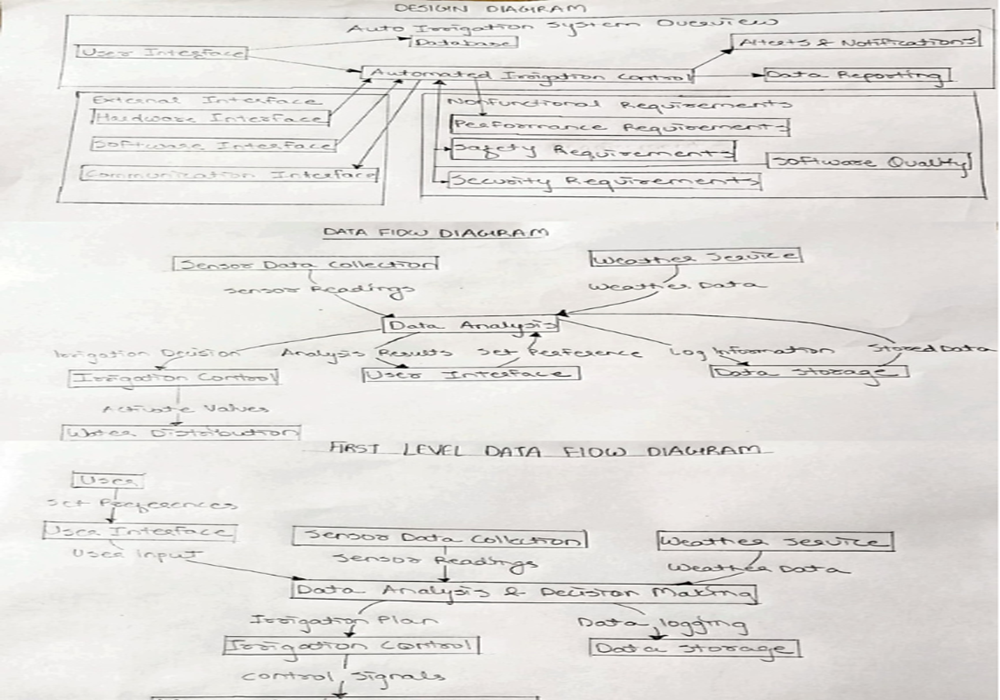 DESIGN DIAGRAM
Auto Irrigation System Overview
User Interface
Database
Alerts & Notifications
Automated Irrigation Control
Data Reporting
External Interface
Hardware Interface
Software Interface
Communication Interface
Nonfunctional Requirements
Performance Requirements
Safety Requirements
Software Quality
Security Requirements
DATA FLOW DIAGRAM
Sensor Data Collection
Weather Service
Sensor Readings
Weather Data
Data Analysis
Irrigation Decision
Analysis Results
Set Preference
Log Information
Stored Data
Irrigation Control
User Interface
Data Storage
Activate Valves
Water Distribution
FIRST LEVEL DATA FLOW DIAGRAM
User
Set Preferences
User Interface
Sensor Data Collection
Weather Service
User Input
Sensor Readings
Weather Data
Data Analysis & Decision Making
Irrigation Plan
Data logging
Irrigation Control
Data Storage
Control Signals